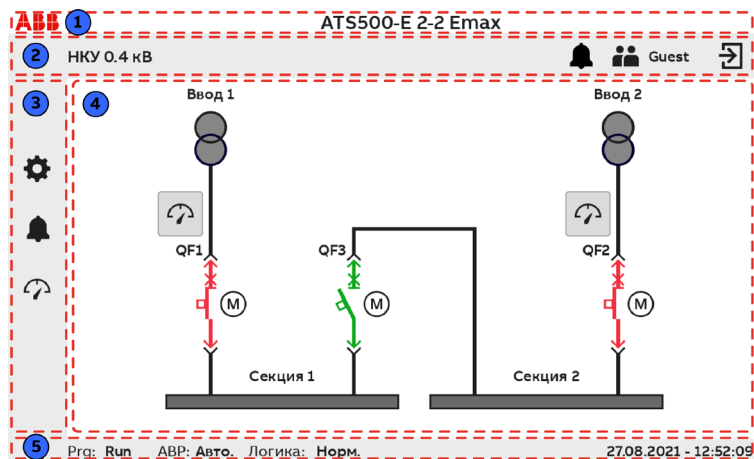 ABB 1 ATS500-E 2-2 Emax
2 НКУ 0.4 кВ Guest
3 4 Ввод 1 Ввод 2
QF1 QF3 QF2
M M M
Секция 1 Секция 2
5 Prg: Run АВР: Авто. Логика: Норм. 27.08.2021 - 12:52:09